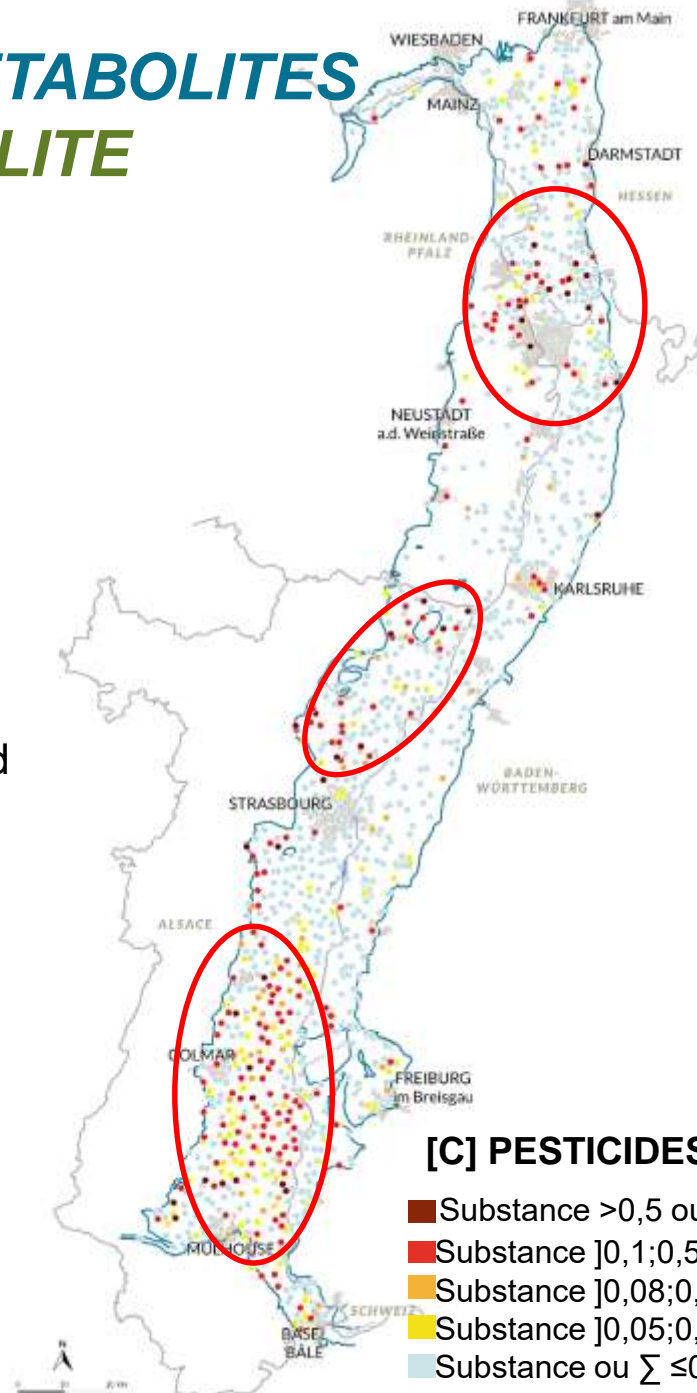 TABOLITES
LITE
FRANKFURT am Main
WIESBADEN
MAINZ
DARMSTADT
HESSEN
RHEINLAND-
PFALZ
NEUSTADT
a.d. Weinstraße
KARLSRUHE
d
BADEN-
WÜRTTEMBERG
STRASBOURG
ALSACE
COLMAR
FREIBURG
im Breisgau
[C] PESTICIDES
Substance >0,5 ou
MULHOUSE
Substance ]0,1;0,5
Substance ]0,08;0,
SCHWEIZ
Substance ]0,05;0,
BASEL
BÂLE
N
Substance ou ∑ ≤0